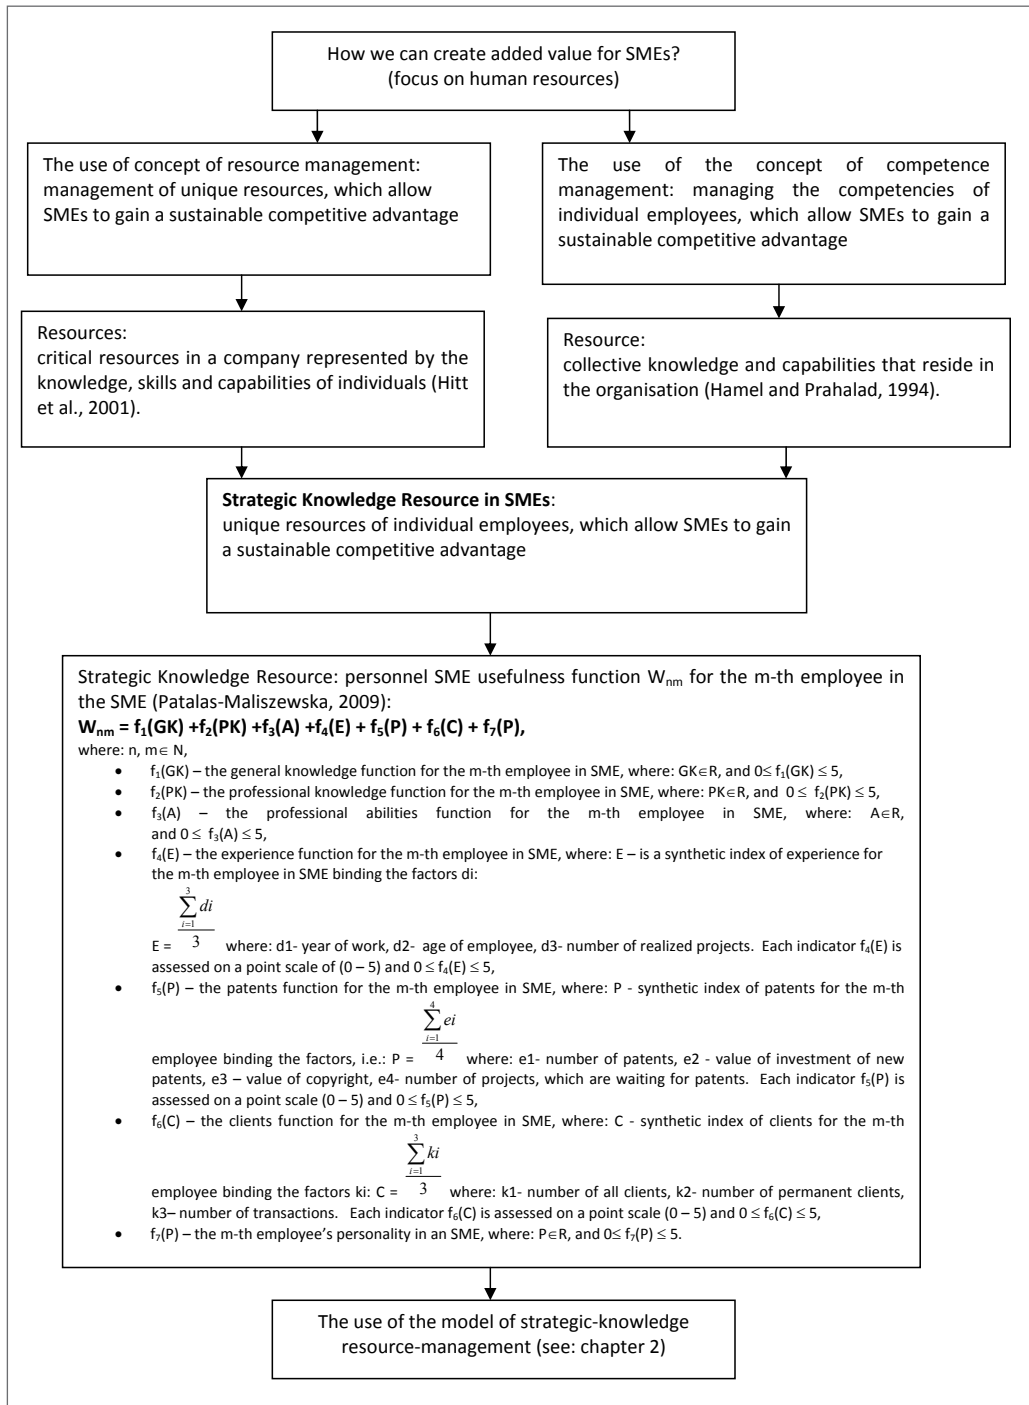 How we can create added value for SMEs?
(focus on human resources)
The use of concept of resource management:
management of unique resources, which allow
SMEs to gain a sustainable competitive advantage
The use of the concept of competence
management: managing the competencies of
individual employees, which allow SMEs to gain a
sustainable competitive advantage
Resources:
critical resources in a company represented by the
knowledge, skills and capabilities of individuals (Hitt
et al., 2001).
Resource:
collective knowledge and capabilities that reside in
the organisation (Hamel and Prahalad, 1994).
Strategic Knowledge Resource in SMEs:
unique resources of individual employees, which allow SMEs to gain
a sustainable competitive advantage
Strategic Knowledge Resource: personnel SME usefulness function Wnm for the m-th employee in
the SME (Patalas-Maliszewska, 2009):
Wnm = f1(GK) +f2(PK) +f3(A) +f4(E) + f5(P) + f6(C) + f7(P),
where: n, m∈ N,
• f1(GK) – the general knowledge function for the m-th employee in SME, where: GK∈R, and 0≤ f1(GK) ≤ 5,
• f2(PK) – the professional knowledge function for the m-th employee in SME, where: PK∈R, and 0 ≤ f2(PK) ≤ 5,
• f3(A) – the professional abilities function for the m-th employee in SME, where: A∈R,
and 0 ≤ f3(A) ≤ 5,
• f4(E) – the experience function for the m-th employee in SME, where: E – is a synthetic index of experience for
the m-th employee in SME binding the factors di:
E = \frac{\sum_{i=1}^{3} di}{3} where: d1- year of work, d2- age of employee, d3- number of realized projects. Each indicator f4(E) is
assessed on a point scale of (0 – 5) and 0 ≤ f4(E) ≤ 5,
• f5(P) – the patents function for the m-th employee in SME, where: P - synthetic index of patents for the m-th
employee binding the factors, i.e.: P = \frac{\sum_{i=1}^{4} ei}{4} where: e1- number of patents, e2 - value of investment of new
patents, e3 – value of copyright, e4- number of projects, which are waiting for patents. Each indicator f5(P) is
assessed on a point scale (0 – 5) and 0 ≤ f5(P) ≤ 5,
• f6(C) – the clients function for the m-th employee in SME, where: C - synthetic index of clients for the m-th
employee binding the factors ki: C = \frac{\sum_{i=1}^{3} ki}{3} where: k1- number of all clients, k2- number of permanent clients,
k3– number of transactions. Each indicator f6(C) is assessed on a point scale (0 – 5) and 0 ≤ f6(C) ≤ 5,
• f7(P) – the m-th employee's personality in an SME, where: P∈R, and 0≤ f7(P) ≤ 5.
The use of the model of strategic-knowledge
resource-management (see: chapter 2)